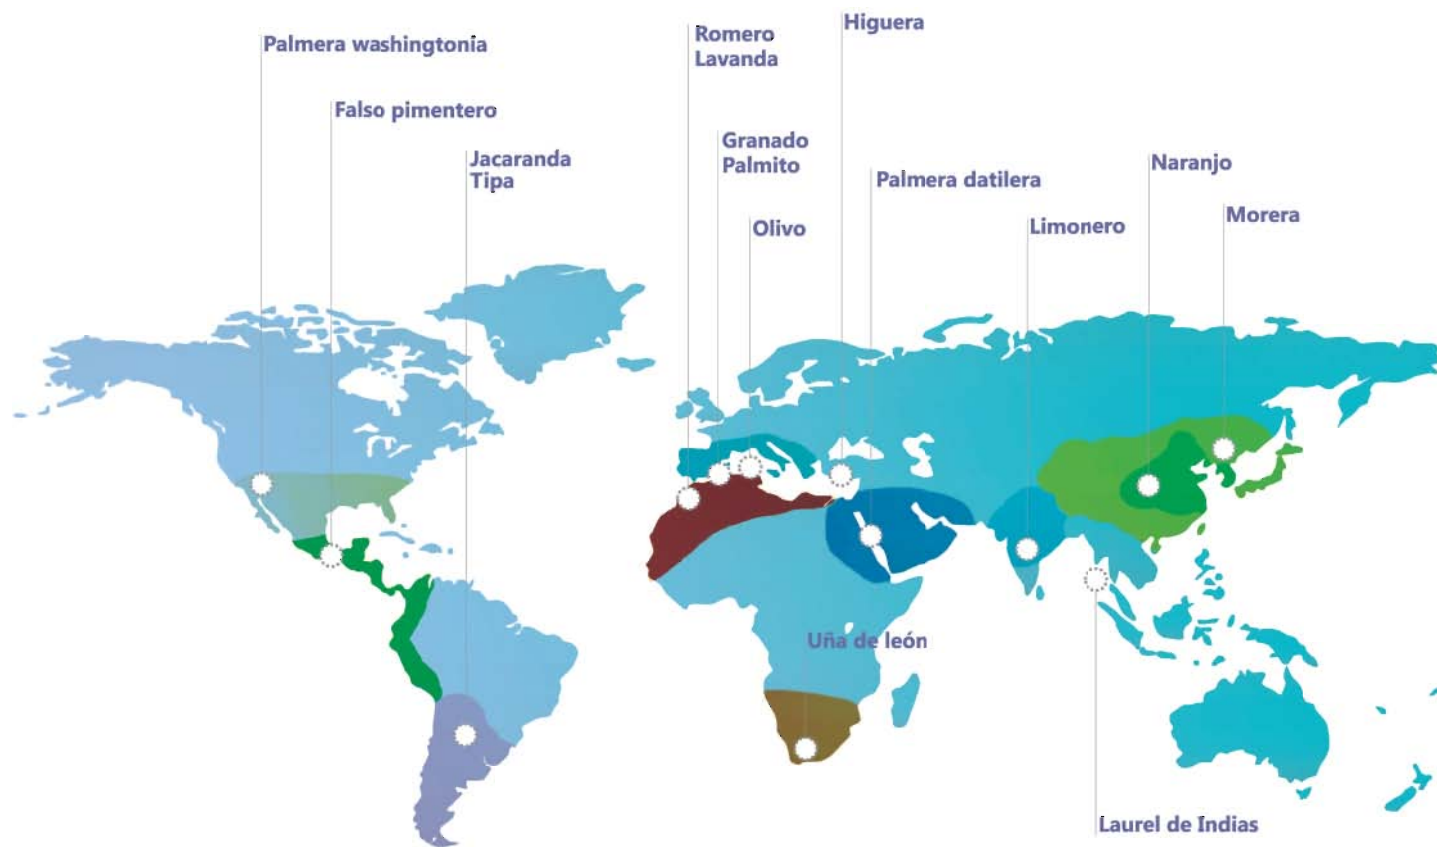 Palmera washingtonia
Falso pimentero
Jacaranda
Tipa
Romero
Lavanda
Granado
Palmito
Olivo
Higuera
Palmera datilera
Limonero
Naranjo
Morera
Uña de león
Laurel de Indias